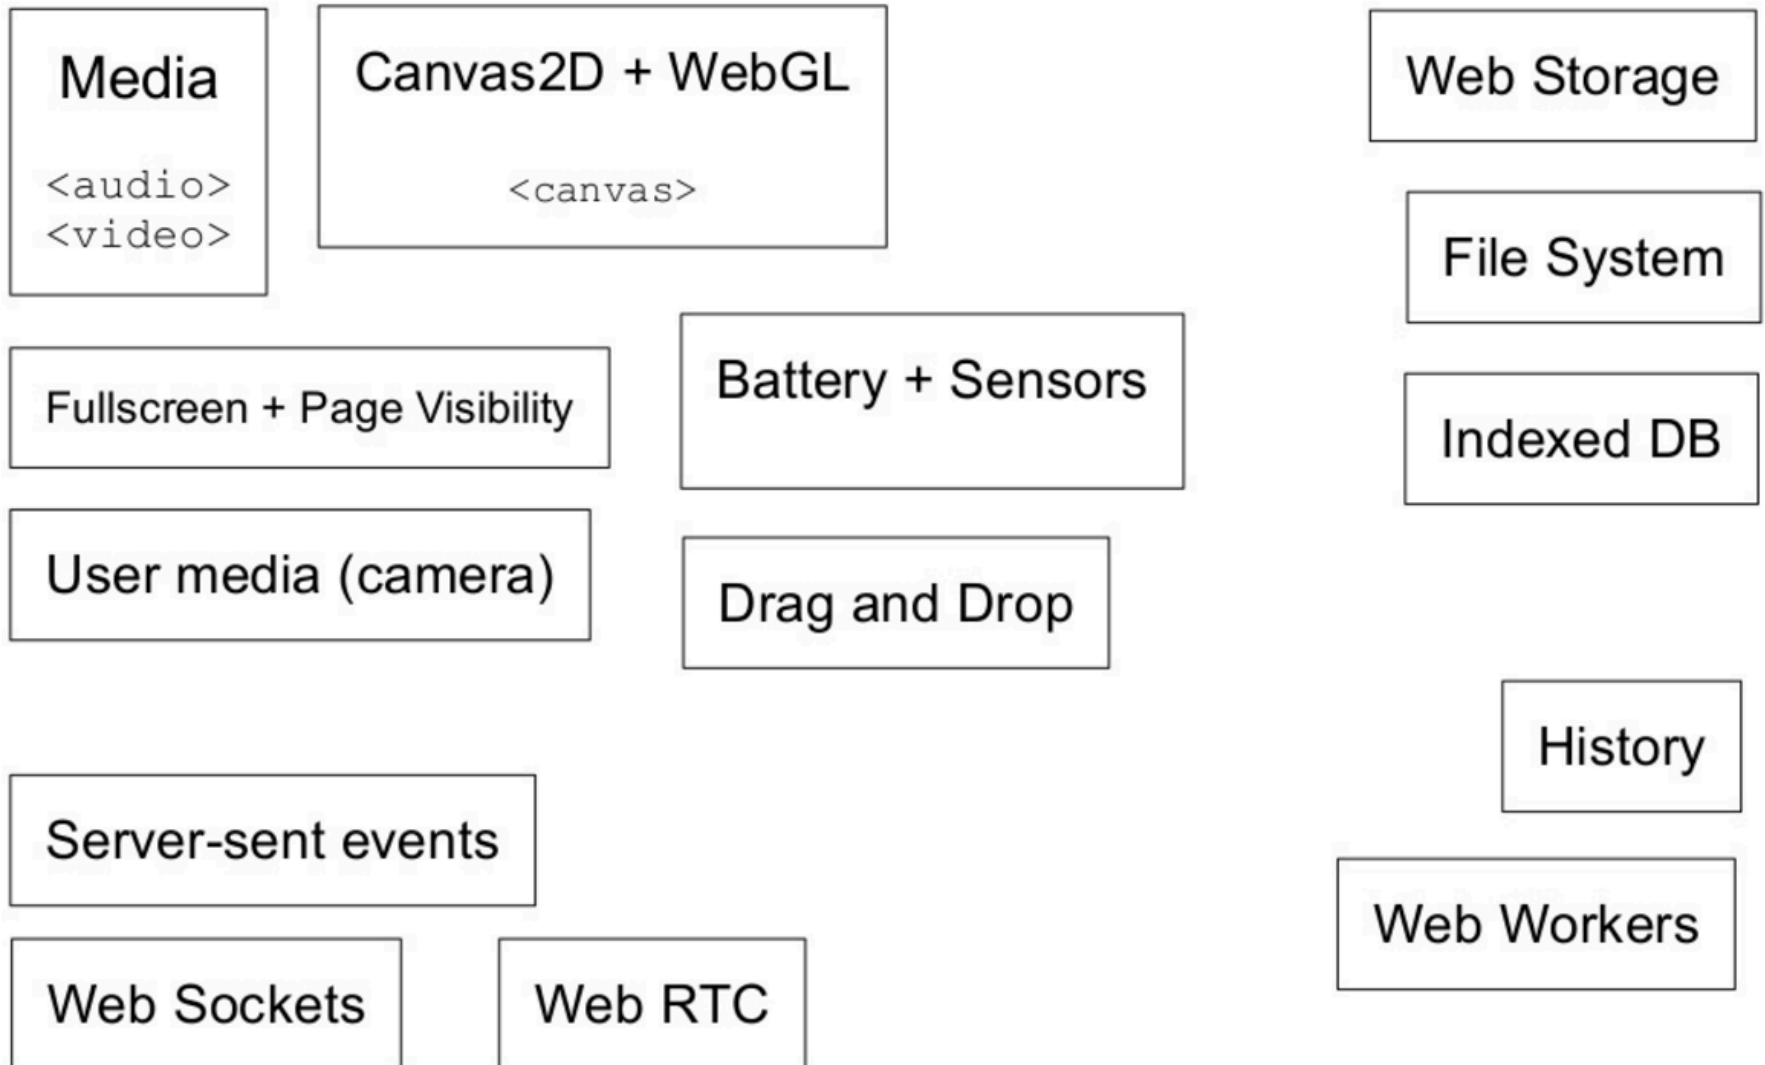 Media
<audio>
<video>
Canvas2D + WebGL
<canvas>
Web Storage
File System
Fullscreen + Page Visibility
Battery + Sensors
Indexed DB
User media (camera)
Drag and Drop
History
Server-sent events
Web Workers
Web Sockets
Web RTC